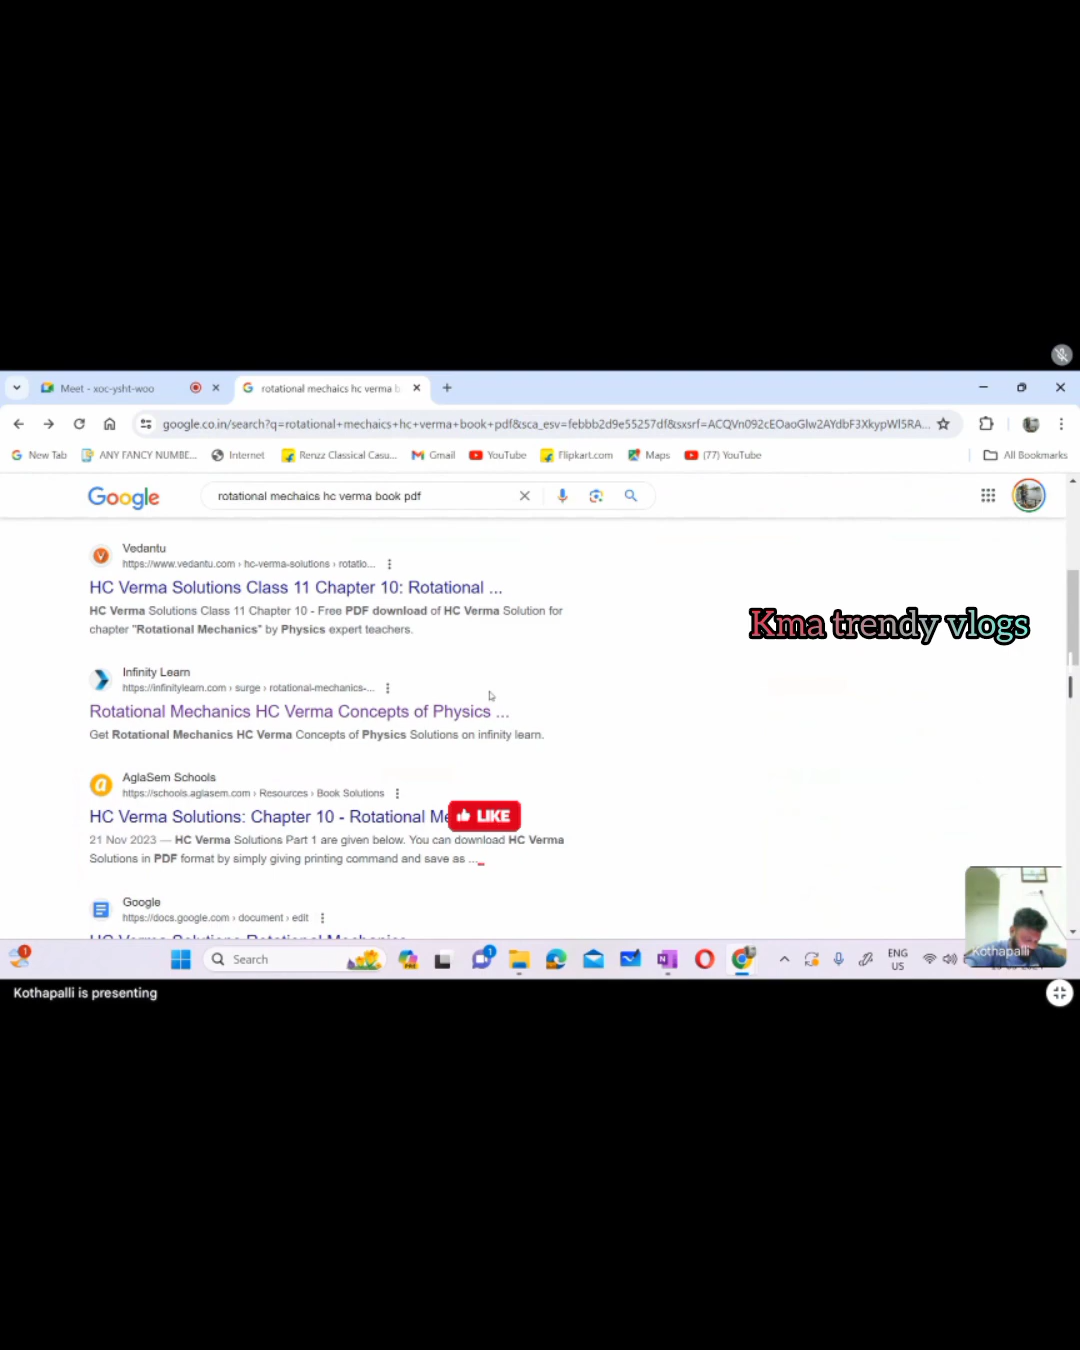 Meet - xoc-ysht-woo
rotational mechaics hc verma b
google.co.in/search?q=rotational+mechaics+hc+verma+book+pdf&sca_esv=febbb2d9e55257df&sxsrf=ACQVn092cEOaoGlw2AYdbF3XkypWl5RA...
New Tab
ANY FANCY NUMBE...
Internet
Renzz Classical Casu...
Gmail
YouTube
Flipkart.com
Maps
(77) YouTube
All Bookmarks
Google
rotational mechaics hc verma book pdf
Vedantu
https://www.vedantu.com › hc-verma-solutions › rotatio...
HC Verma Solutions Class 11 Chapter 10: Rotational ...
HC Verma Solutions Class 11 Chapter 10 - Free PDF download of HC Verma Solution for
chapter "Rotational Mechanics" by Physics expert teachers.
Kma trendy vlogs
Infinity Learn
https://infinitylearn.com › surge › rotational-mechanics-...
Rotational Mechanics HC Verma Concepts of Physics ...
Get Rotational Mechanics HC Verma Concepts of Physics Solutions on infinity learn.
AglaSem Schools
https://schools.aglasem.com › Resources › Book Solutions
HC Verma Solutions: Chapter 10 - Rotational Me
LIKE
21 Nov 2023 — HC Verma Solutions Part 1 are given below. You can download HC Verma
Solutions in PDF format by simply giving printing command and save as ...
Google
https://docs.google.com › document › edit
HC Verma Solutions Rotational Mechanics
Kothapalli
Search
ENG
US
Kothapalli is presenting